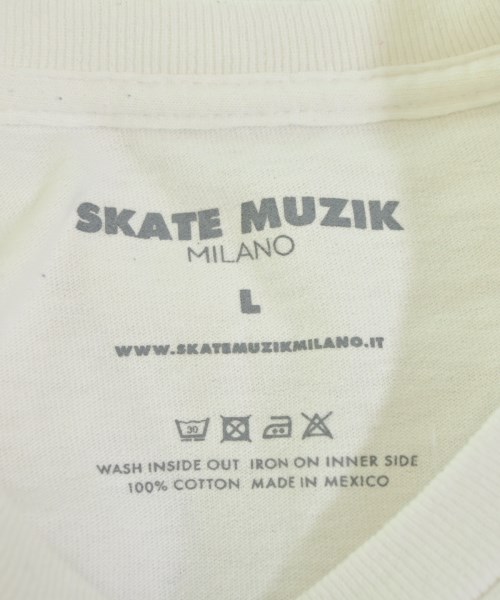 SKATE MUZIK
MILANO
L
WWW.SKATEMUZIKMILANO.IT
30
WASH INSIDE OUT IRON ON INNER SIDE
100% COTTON MADE IN MEXICO